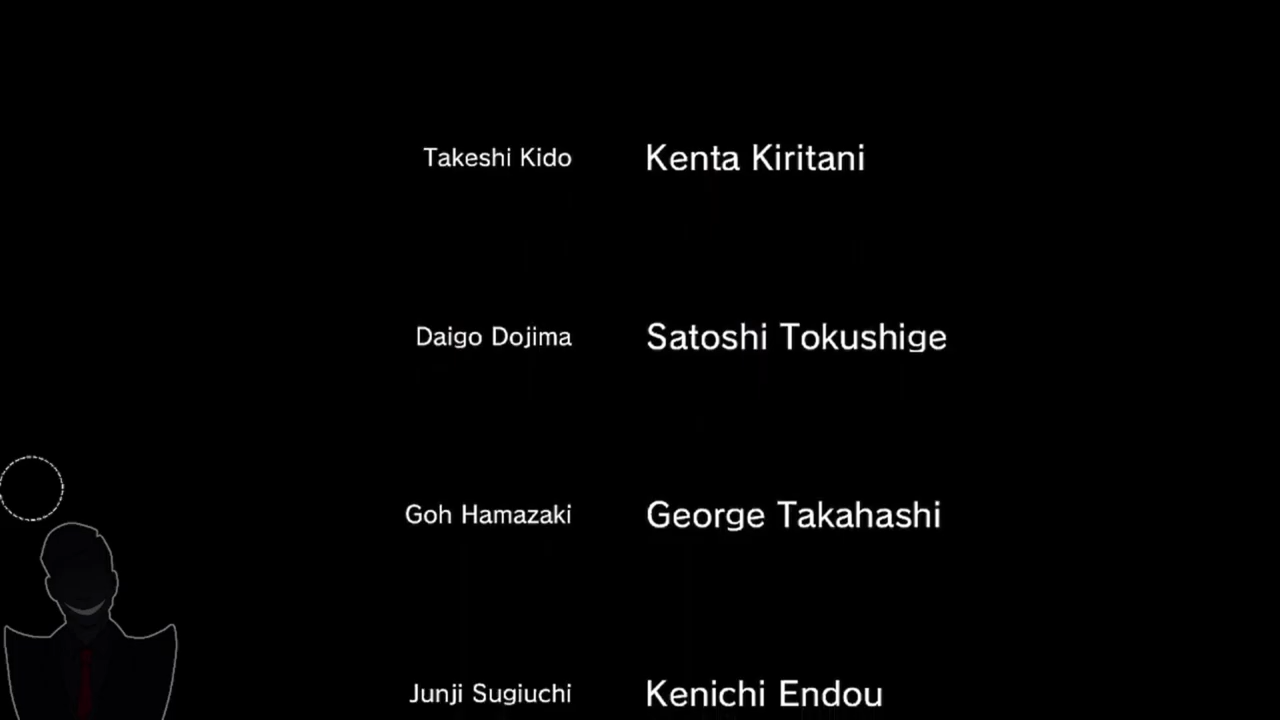 Takeshi Kido Kenta Kiritani
Daigo Dojima Satoshi Tokushige
Goh Hamazaki George Takahashi
Junji Sugiuchi Kenichi Endou